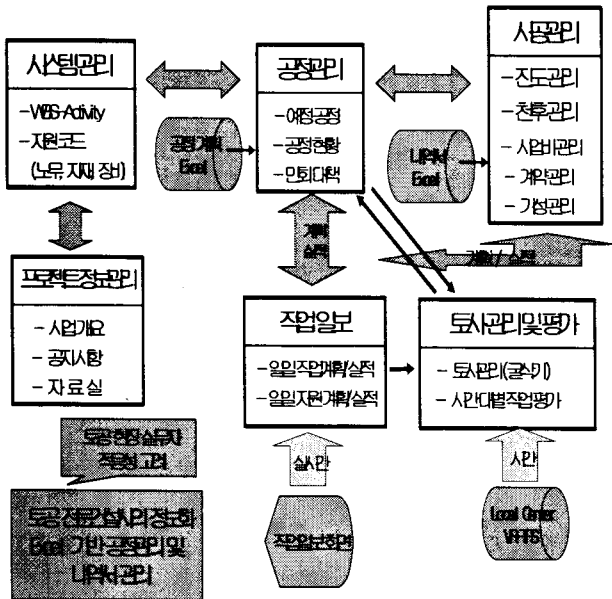 시스템관리
-WBS-Activity
-자원코드
(노무 자재 장비)
공정계획
Excel
공정관리
-예정공정
-공정현황
-만회대책
내역서
Excel
시공관리
-진도관리
-천후관리
-사업비관리
-계약관리
-기성관리
계획
실적
계획 / 실적
프로젝트정보관리
- 사업개요
- 공지사항
- 자료실
작업일보
-일일작업계획/실적
-일일자원계획/실적
토사관리및평가
- 토사관리(굴삭기)
- 시간대별작업평가
토공현장실무자
적용성 고려
토공전문건설사의정보화
Excel 기반공정관리및
내역서관리
실시간
작업일보화면
시간
Local Center